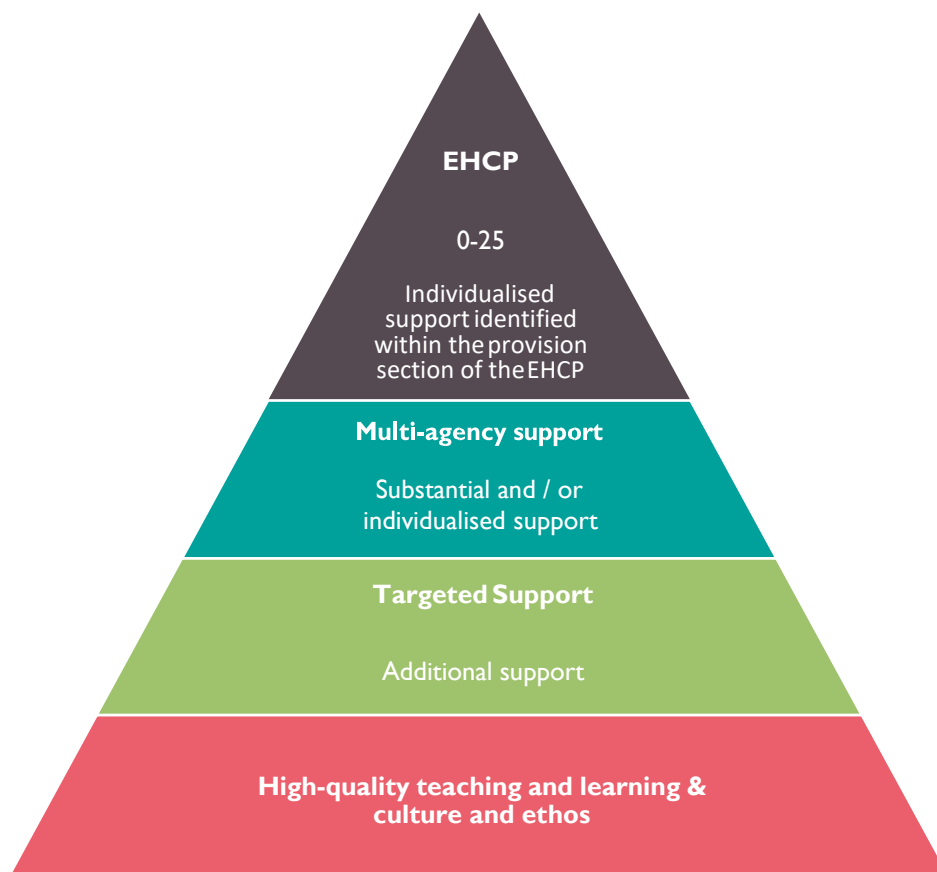 EHCP
0-25
Individualised
support identified
within the provision
section of the EHCP
Multi-agency support
Substantial and / or
individualised support
Targeted Support
Additional support
High-quality teaching and learning &
culture and ethos